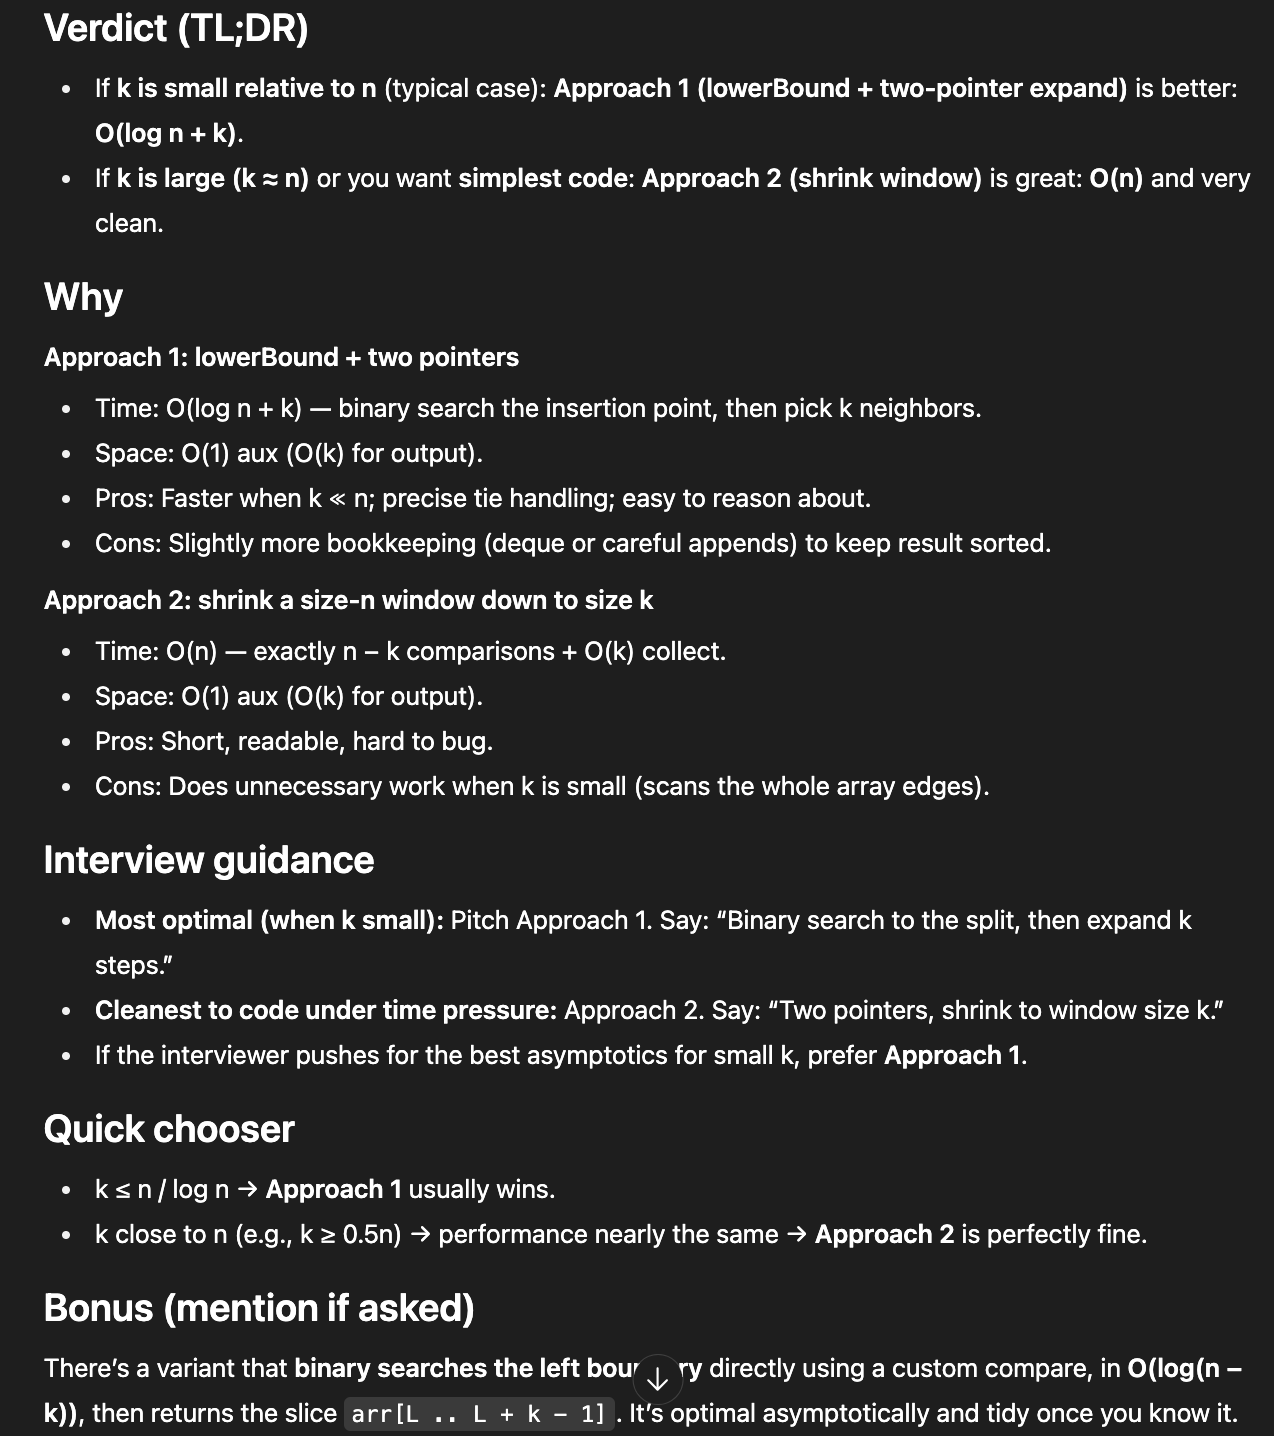 Verdict (TL;DR)
• If k is small relative to n (typical case): Approach 1 (lowerBound + two-pointer expand) is better:
O(log n + k).
• If k is large (k ≈ n) or you want simplest code: Approach 2 (shrink window) is great: O(n) and very
clean.
Why
Approach 1: lowerBound + two pointers
• Time: O(log n + k) — binary search the insertion point, then pick k neighbors.
• Space: O(1) aux (O(k) for output).
• Pros: Faster when k ≪ n; precise tie handling; easy to reason about.
• Cons: Slightly more bookkeeping (deque or careful appends) to keep result sorted.
Approach 2: shrink a size-n window down to size k
• Time: O(n) — exactly n − k comparisons + O(k) collect.
• Space: O(1) aux (O(k) for output).
• Pros: Short, readable, hard to bug.
• Cons: Does unnecessary work when k is small (scans the whole array edges).
Interview guidance
• Most optimal (when k small): Pitch Approach 1. Say: “Binary search to the split, then expand k
steps.”
• Cleanest to code under time pressure: Approach 2. Say: “Two pointers, shrink to window size k.”
• If the interviewer pushes for the best asymptotics for small k, prefer Approach 1.
Quick chooser
• k ≤ n / log n → Approach 1 usually wins.
• k close to n (e.g., k ≥ 0.5n) → performance nearly the same → Approach 2 is perfectly fine.
Bonus (mention if asked)
There’s a variant that binary searches the left directly using a custom compare, in O(log(n −
k)), then returns the slice arr[L .. L + k − 1]. It’s optimal asymptotically and tidy once you know it.